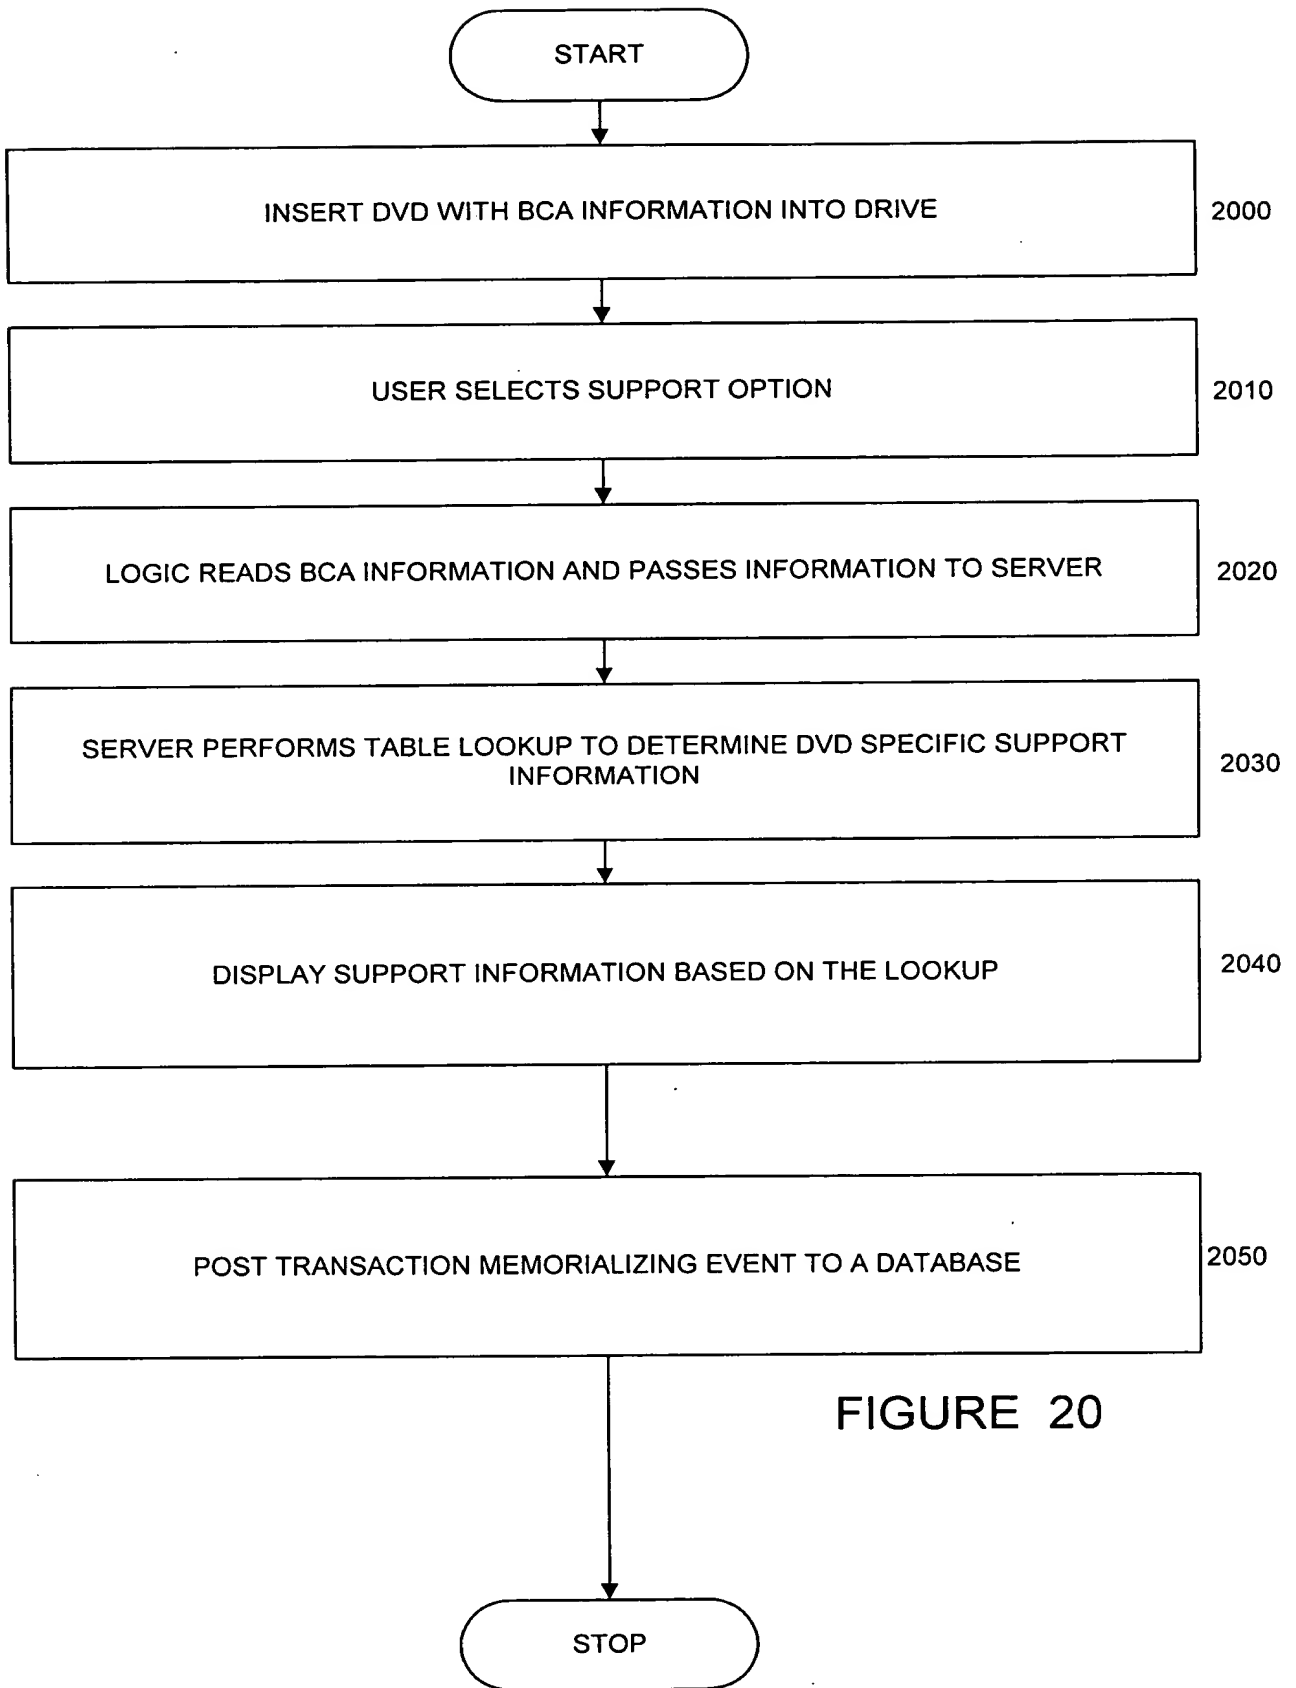 START
INSERT DVD WITH BCA INFORMATION INTO DRIVE
2000
USER SELECTS SUPPORT OPTION
2010
LOGIC READS BCA INFORMATION AND PASSES INFORMATION TO SERVER
2020
SERVER PERFORMS TABLE LOOKUP TO DETERMINE DVD SPECIFIC SUPPORT
INFORMATION
2030
DISPLAY SUPPORT INFORMATION BASED ON THE LOOKUP
2040
POST TRANSACTION MEMORIALIZING EVENT TO A DATABASE
2050
FIGURE 20
STOP